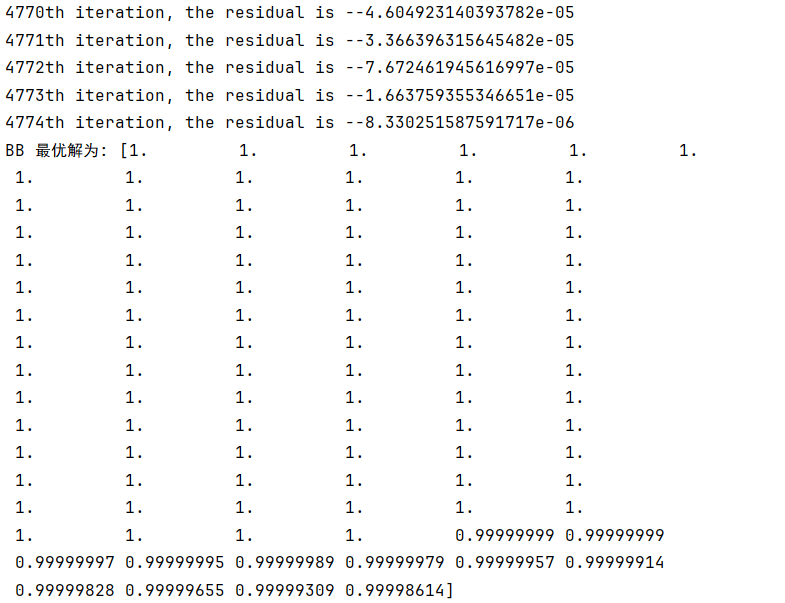 4770th iteration, the residual is --4.604923140393782e-05
4771th iteration, the residual is --3.366396315645482e-05
4772th iteration, the residual is --7.672461945616997e-05
4773th iteration, the residual is --1.663759355346651e-05
4774th iteration, the residual is --8.330251587591717e-06
BB 最优解为: [1. 1. 1. 1. 1. 1.
1. 1. 1. 1. 1. 1.
1. 1. 1. 1. 1. 1.
1. 1. 1. 1. 1. 1.
1. 1. 1. 1. 1. 1.
1. 1. 1. 1. 1. 1.
1. 1. 1. 1. 1. 1.
1. 1. 1. 1. 1. 1.
1. 1. 1. 1. 1. 1.
1. 1. 1. 1. 1. 1.
1. 1. 1. 1. 1. 1.
1. 1. 1. 1. 1. 1.
1. 1. 1. 1. 1. 1.
1. 1. 1. 1. 1. 1.
1. 1. 1. 1. 0.99999999 0.99999999
0.99999997 0.99999995 0.99999989 0.99999979 0.99999957 0.99999914
0.99999828 0.99999655 0.99999309 0.99998614]